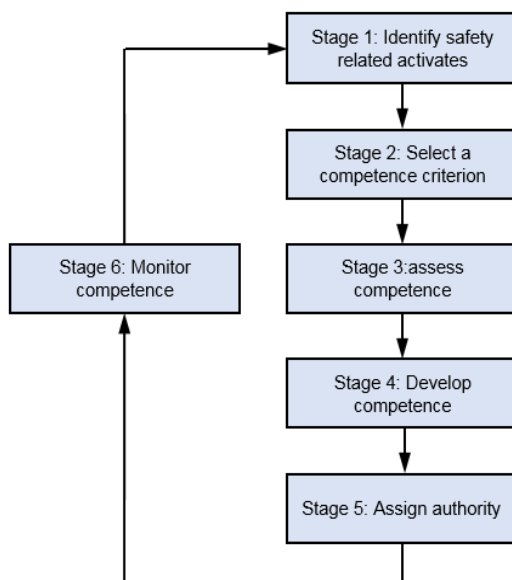 Stage 1: Identify safety
related activates
Stage 2: Select a
competence criterion
Stage 3:assess
competence
Stage 4: Develop
competence
Stage 5: Assign authority
Stage 6: Monitor
competence